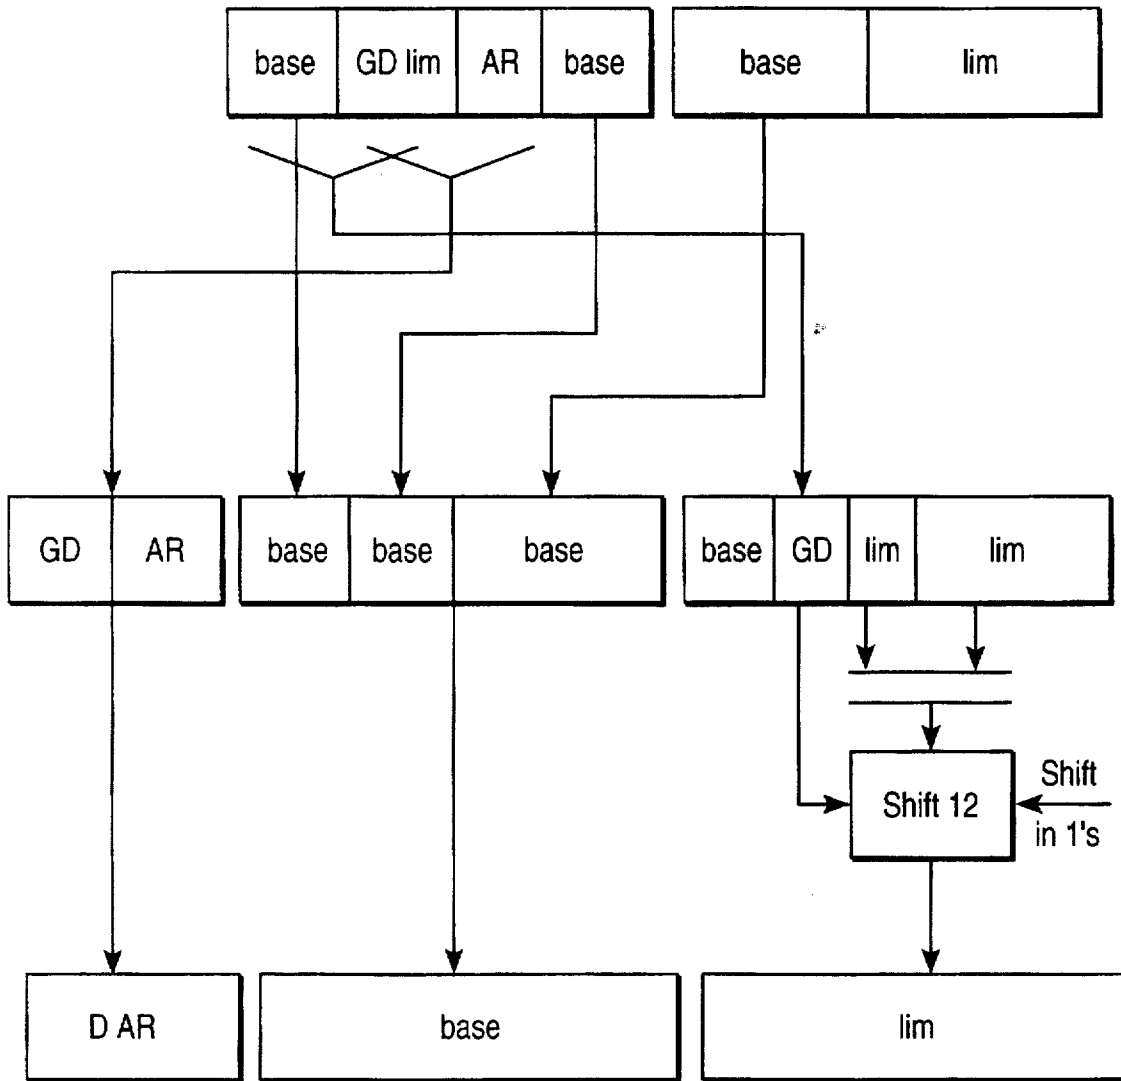 base GD lim AR base base lim
GD AR base base base base GD lim lim
Shift 12
Shift
in 1's
D AR base lim